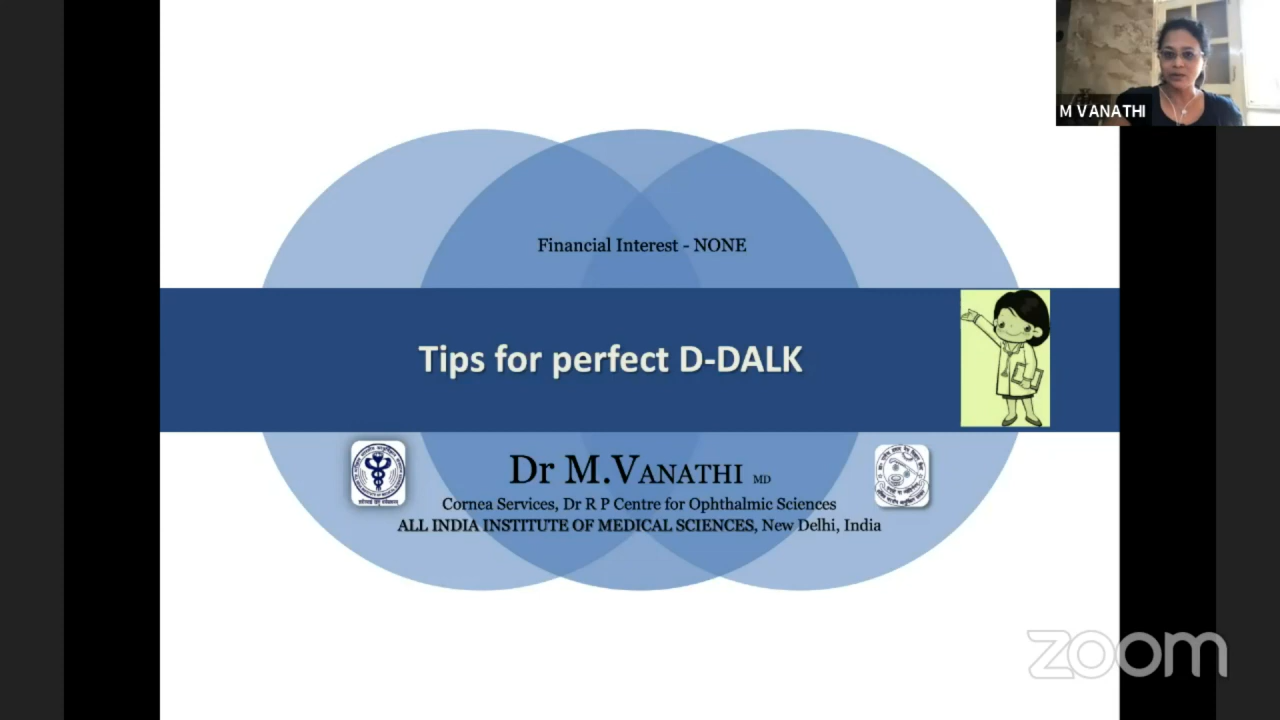 M VANATHI
Financial Interest - NONE
Tips for perfect D-DALK
Dr M.VANATHI MD
Cornea Services, Dr R P Centre for Ophthalmic Sciences
ALL INDIA INSTITUTE OF MEDICAL SCIENCES, New Delhi, India
zoom